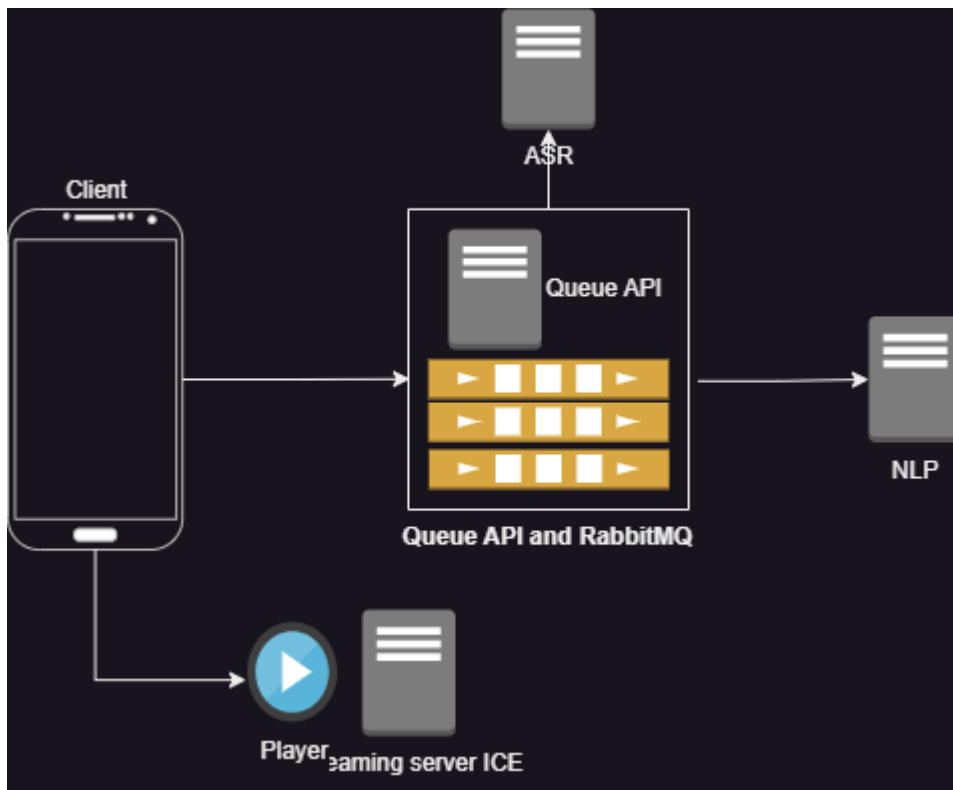 ASR
Client
Queue API
NLP
Queue API and RabbitMQ
Player
eaming server ICE